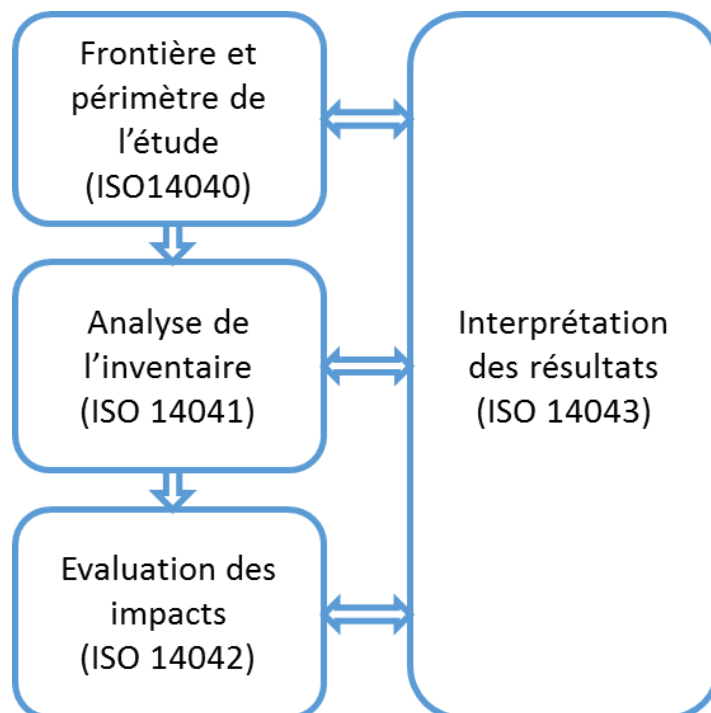 Frontière et
périmètre de
l’étude
(ISO14040)
Analyse de
l’inventaire
(ISO 14041)
Evaluation des
impacts
(ISO 14042)
Interprétation
des résultats
(ISO 14043)